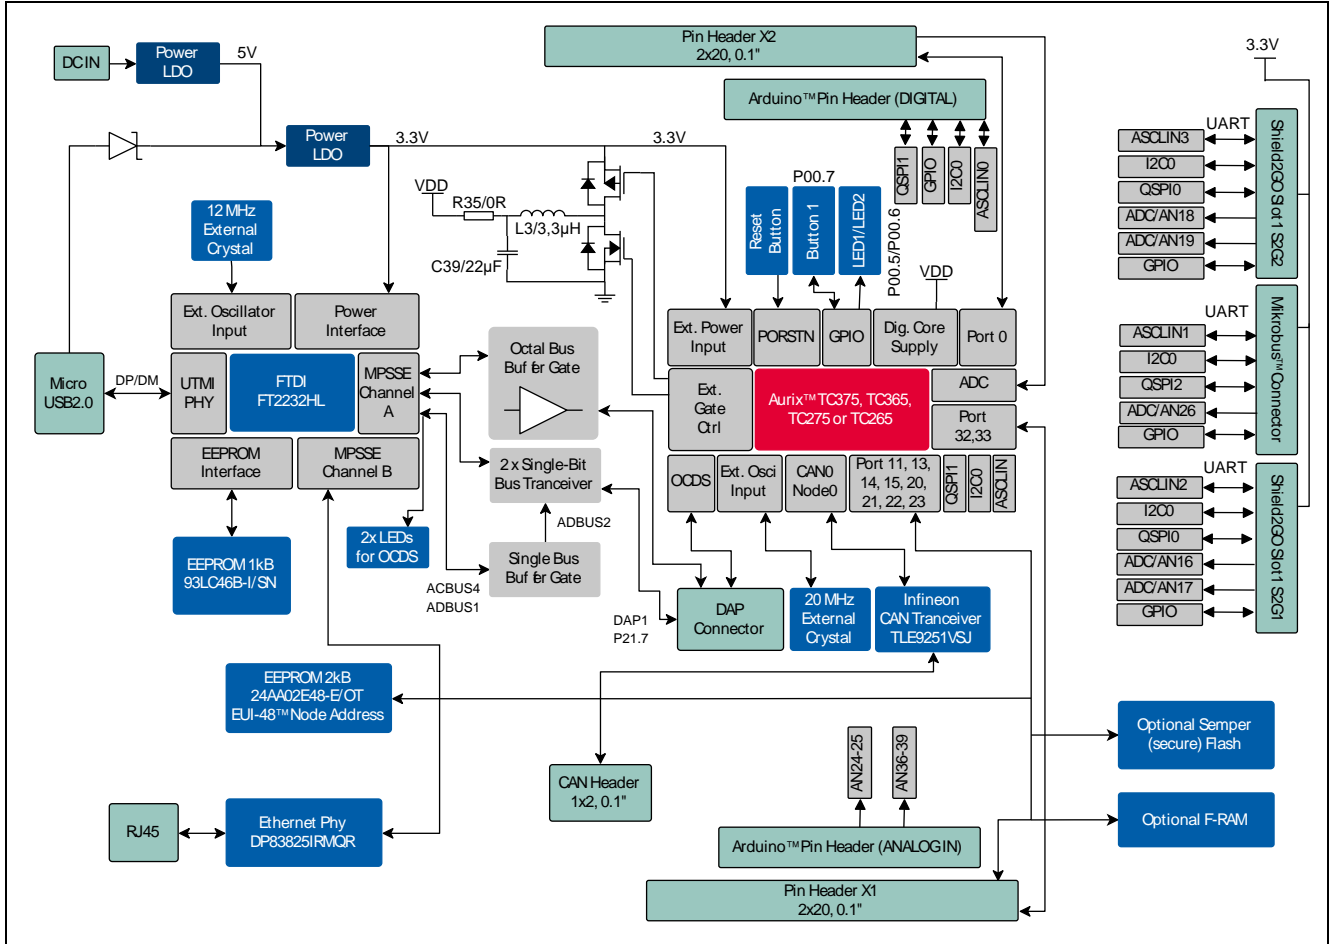 Pin Header X2
2x20, 0.1"
3.3V
DC IN
Power
LDO
5V
Arduino™ Pin Header (DIGITAL)
Power
LDO
3.3V
3.3V
QSPI1
GPIO
I2C0
ASCLIN0
P00.7
VDD
R35/0R
L3/3,3µH
C39/22µF
12 MHz
External
Crystal
Reset
Button
Button 1
LED1/LED2
P00.5/P00.6
VDD
UART
ASCLIN3
I2C0
QSPI0
ADC/AN18
ADC/AN19
GPIO
Shield2GO Slot 1 S2G2
Ext. Oscillator
Input
Power
Interface
Micro
USB2.0
DP/DM
UTMI
PHY
FTDI
FT2232HL
MPSSE
Channel
A
EEPROM
Interface
MPSSE
Channel B
Octal Bus
Buffer Gate
2 x Single-Bit
Bus Tranceiver
ADBUS2
Single Bus
Buffer Gate
ACBUS4
ADBUS1
2x LEDs
for OCDS
EEPROM 1kB
93LC46B-I/SN
Ext. Power
Input
PORSTN
GPIO
Dig. Core
Supply
Port 0
Ext.
Gate
Ctrl
Aurix™ TC375, TC365,
TC275 or TC265
ADC
Port
32,33
OCDS
Ext. Osci
Input
CAN0
Node0
Port 11, 13,
14, 15, 20,
21, 22, 23
QSPI1
I2C0
ASCLIN
UART
ASCLIN1
I2C0
QSPI2
ADC/AN26
GPIO
Mikrobus™ Connector
UART
ASCLIN2
I2C0
QSPI0
ADC/AN16
ADC/AN17
GPIO
Shield2GO Slot1 S2G1
DAP1
P21.7
DAP
Connector
20 MHz
External
Crystal
Infineon
CAN Tranceiver
TLE9251VSJ
EEPROM 2kB
24AA02E48-E/OT
EUI-48™ Node Address
CAN Header
1x2, 0.1"
AN24-25
AN36-39
Optional Semper
(secure) Flash
RJ45
Ethernet Phy
DP83825IRMQR
Arduino™ Pin Header (ANALOG IN)
Optional F-RAM
Pin Header X1
2x20, 0.1"